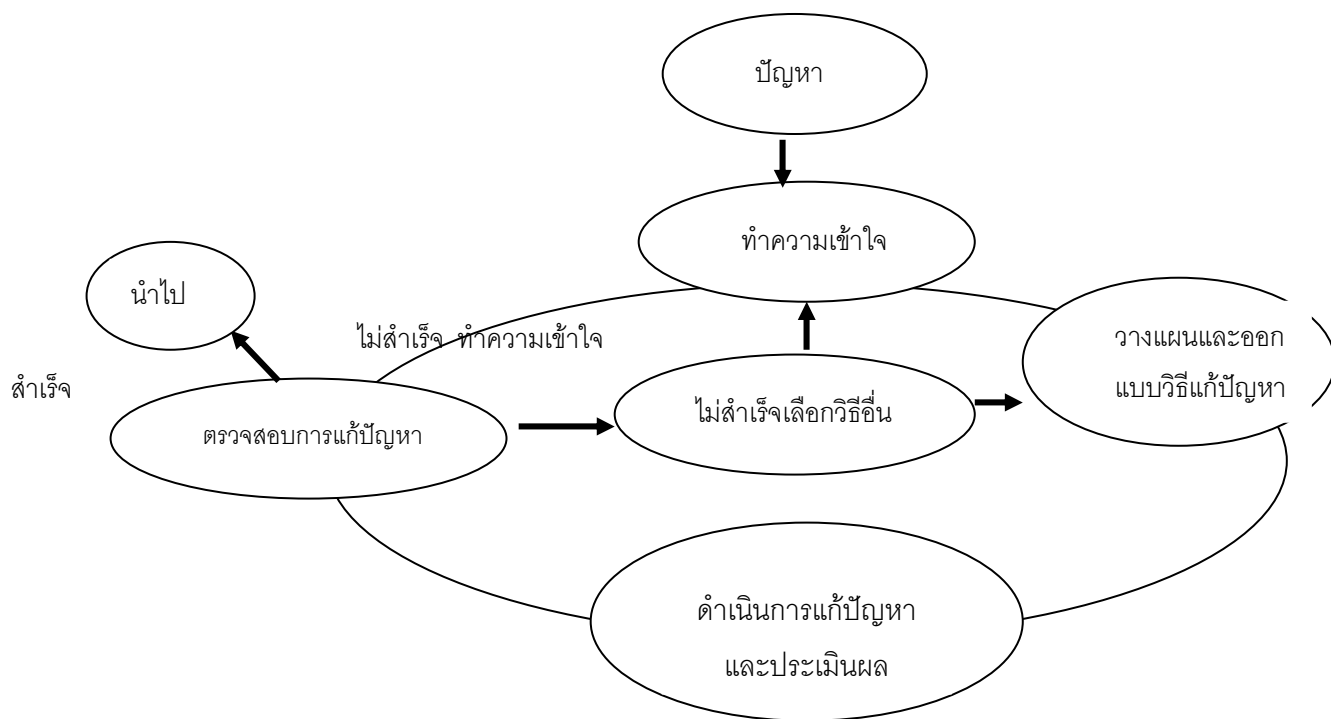 ปัญหา
ทำความเข้าใจ
นำไป
ไม่สำเร็จ ทำความเข้าใจ
วางแผนและออก
แบบวิธีแก้ปัญหา
สำเร็จ
ไม่สำเร็จเลือกวิธีอื่น
ตรวจสอบการแก้ปัญหา
ดำเนินการแก้ปัญหา
และประเมินผล